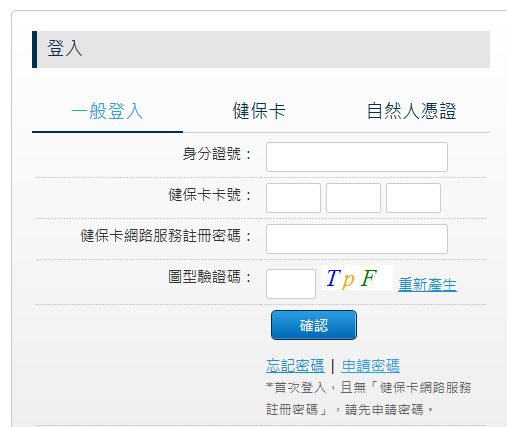 登入
一般登入 健保卡 自然人憑證
身分證號：
健保卡卡號：
健保卡網路服務註冊密碼：
圖型驗證碼： TpF 重新產生
確認
忘記密碼 | 申請密碼
*首次登入，且無「健保卡網路服務
註冊密碼」，請先申請密碼。